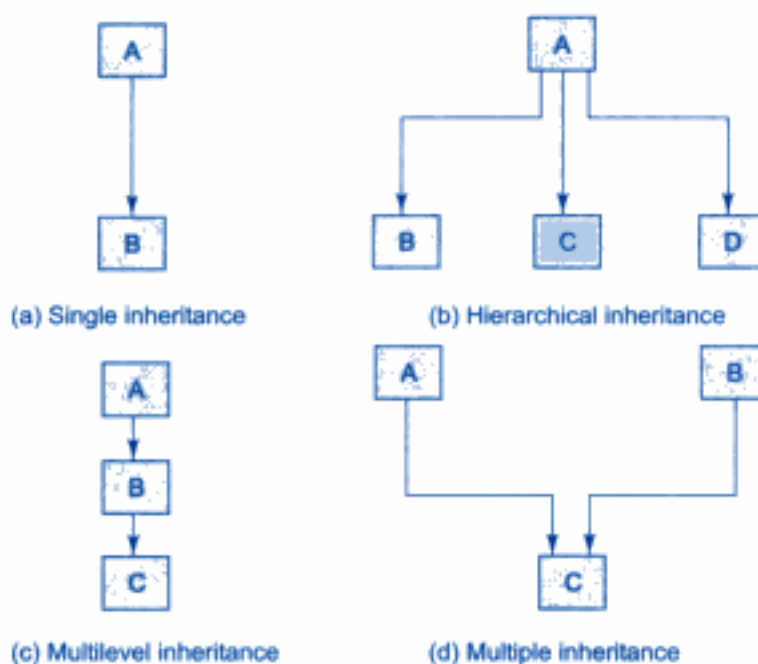 A
A
B
B
C
D
(a) Single inheritance
(b) Hierarchical inheritance
A
A
B
B
C
C
(c) Multilevel inheritance
(d) Multiple inheritance